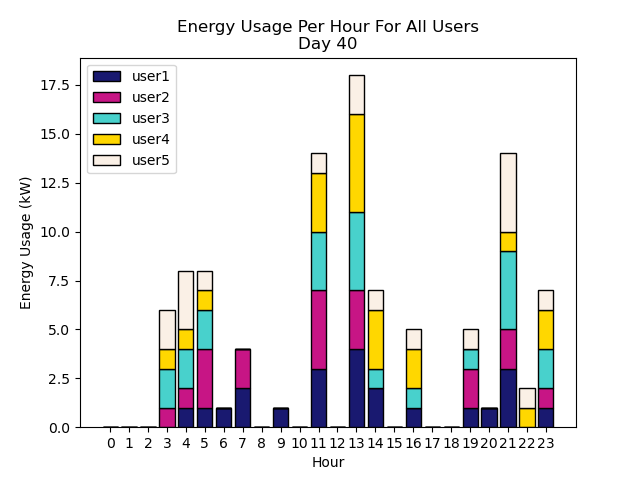 Energy Usage Per Hour For All Users
Day 40
user1
user2
user3
user4
user5
17.5
15.0
12.5
10.0
7.5
5.0
2.5
0.0
Energy Usage (kW)
0 1 2 3 4 5 6 7 8 9 10 11 12 13 14 15 16 17 18 19 20 21 22 23
Hour